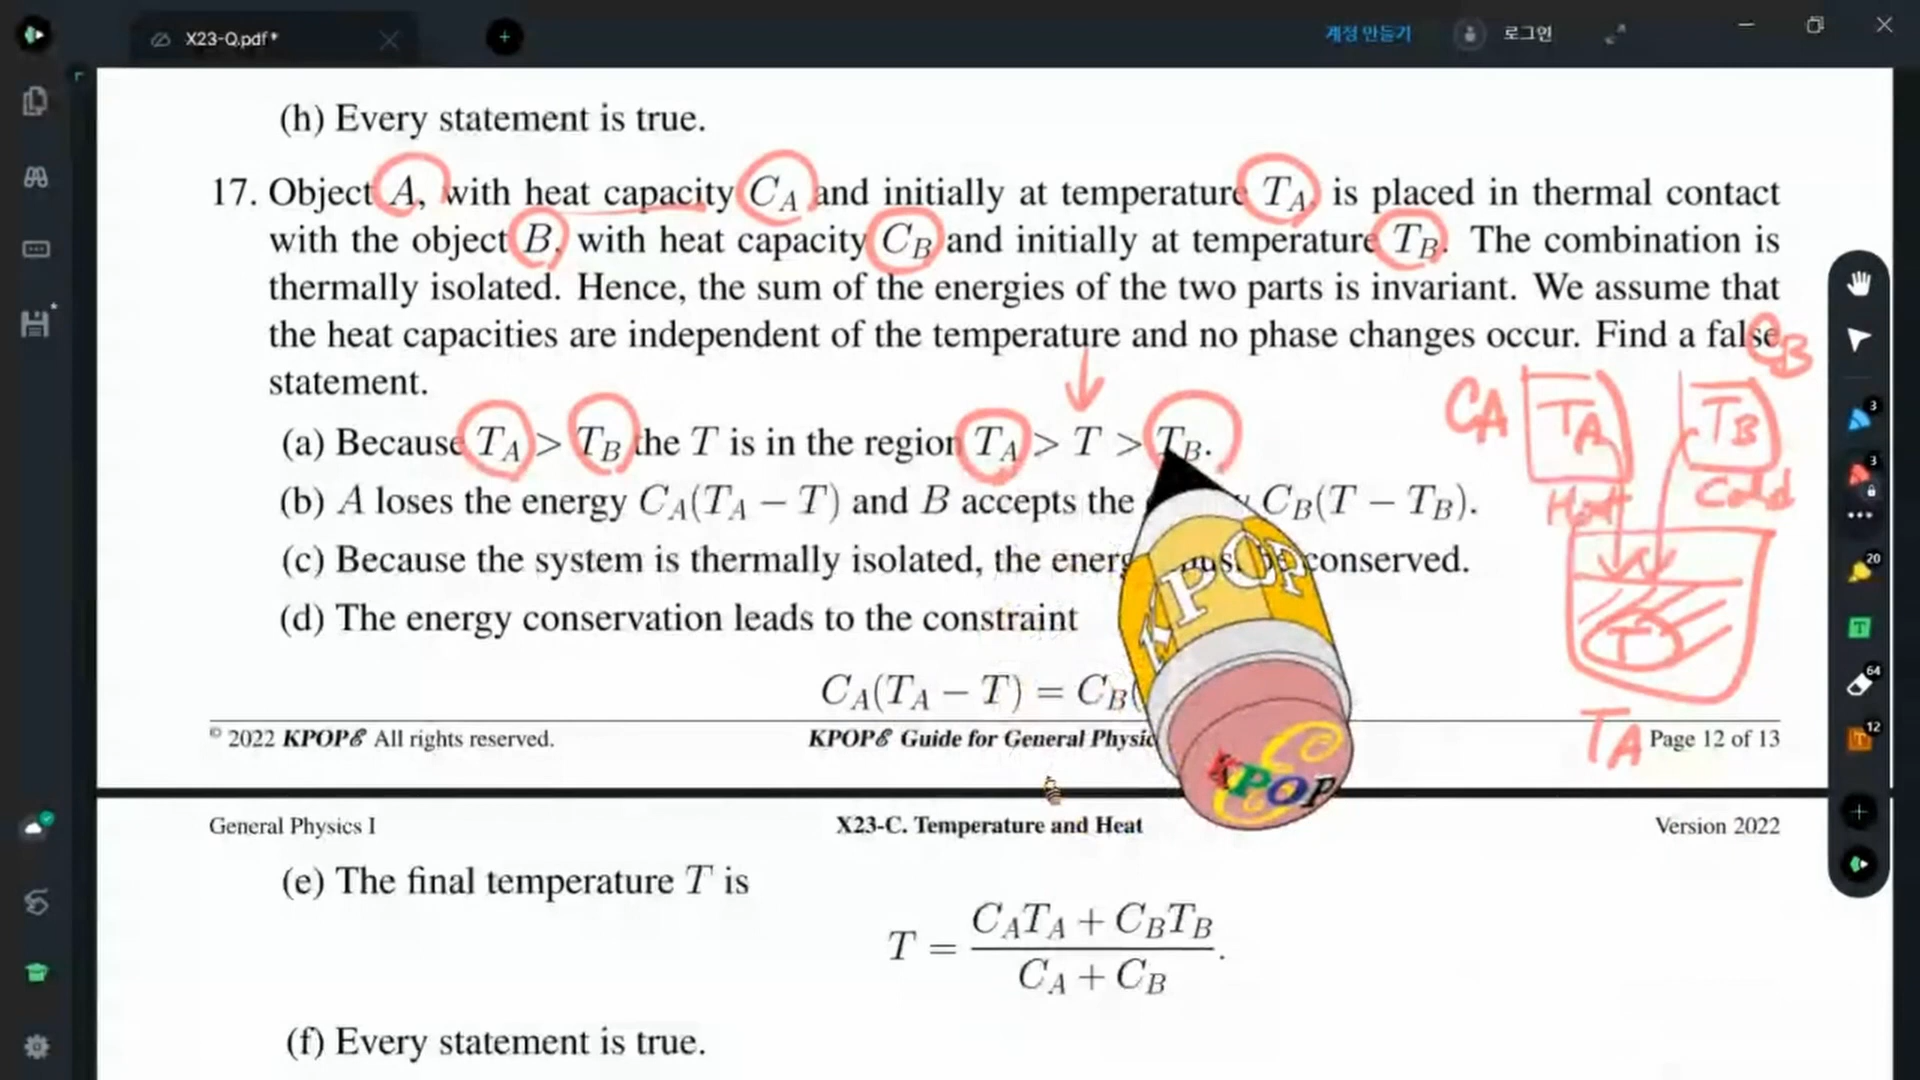 X23-Q.pdf*
계정 만들기
로그인
(h) Every statement is true.
17. Object A, with heat capacity C_A and initially at temperature T_A, is placed in thermal contact
with the object B, with heat capacity C_B and initially at temperature T_B. The combination is
thermally isolated. Hence, the sum of the energies of the two parts is invariant. We assume that
the heat capacities are independent of the temperature and no phase changes occur. Find a false
statement.
CB
CA TA TB
Hot Cold
T
TA
(a) Because T_A > T_B the T is in the region T_A > T > T_B.
(b) A loses the energy C_A(T_A − T) and B accepts the C_B(T − T_B).
(c) Because the system is thermally isolated, the conserved.
(d) The energy conservation leads to the constraint
C_A(T_A − T) = C_B(
KPOP
KPOP
© 2022 KPOPE All rights reserved.
KPOPE Guide for General
Page 12 of 13
General Physics I
X23-C. Temperature and Heat
Version 2022
(e) The final temperature T is
T = (C_A T_A + C_B T_B) / (C_A + C_B).
(f) Every statement is true.
3
3
20
T
64
12
T